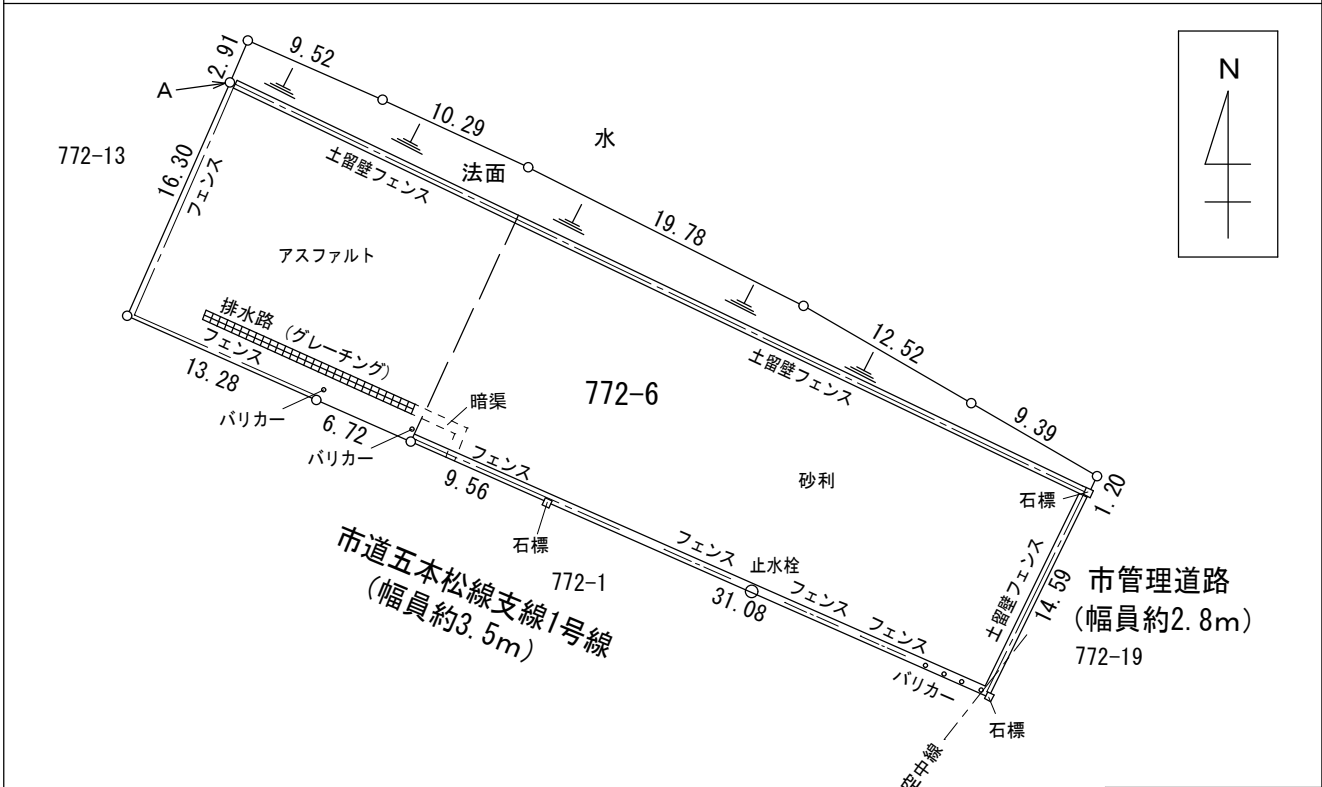 N
9.52
2.91
A
10.29
水
772-13
16.30
フェンス
土留壁フェンス
法面
19.78
アスファルト
排水路 (グレーチング)
フェンス
13.28
バリカー
6.72
バリカー
暗渠
772-6
土留壁フェンス
12.52
9.39
1.20
石標
砂利
フェンス
9.56
石標
市道五本松線支線1号線
(幅員約3.5m)
772-1
フェンス
止水栓
31.08
フェンス
フェンス
バリカー
土留壁フェンス
14.59
市管理道路
(幅員約2.8m)
772-19
石標
空中線